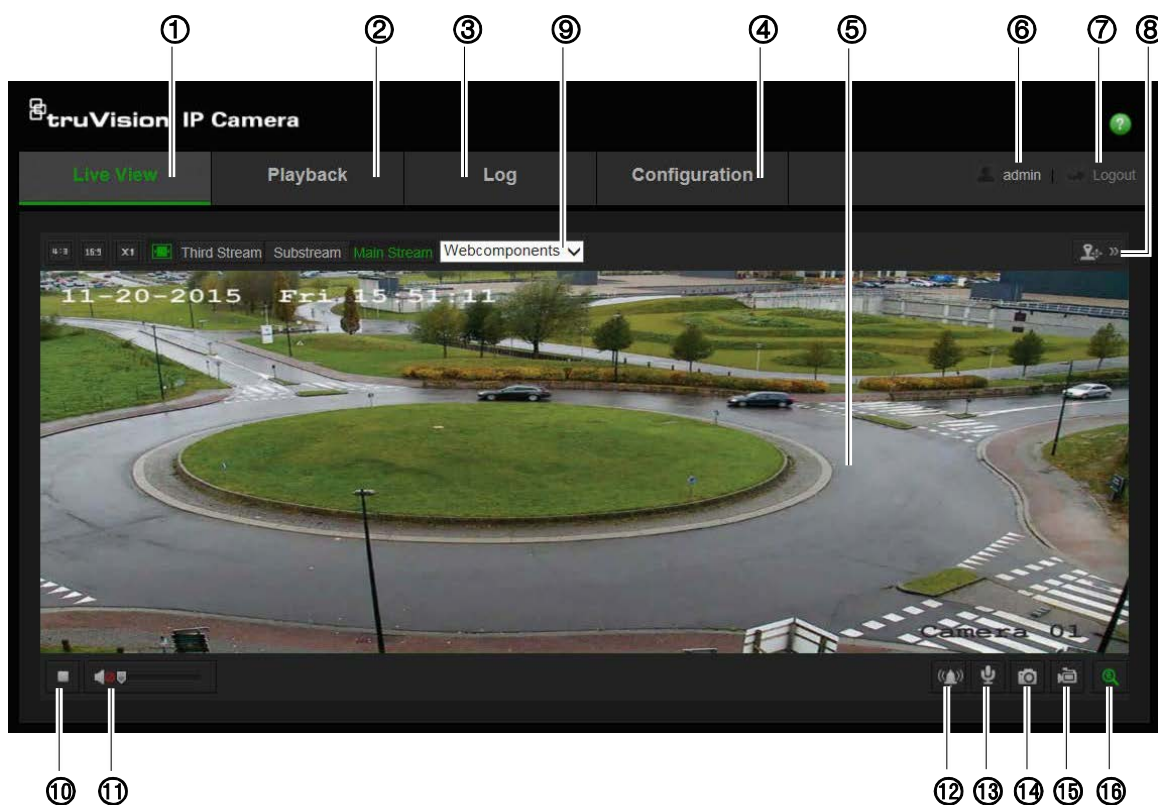 ① ② ③ ⑨ ④ ⑤ ⑥ ⑦ ⑧
truVision IP Camera
?
Live View Playback Log Configuration admin | Logout
4:3 16:9 X1 Third Stream Substream Main Stream Webcomponents
11-20-2015 Fri 15:51:11
Camera 01
⑩ ⑪ ⑫ ⑬ ⑭ ⑮ ⑯